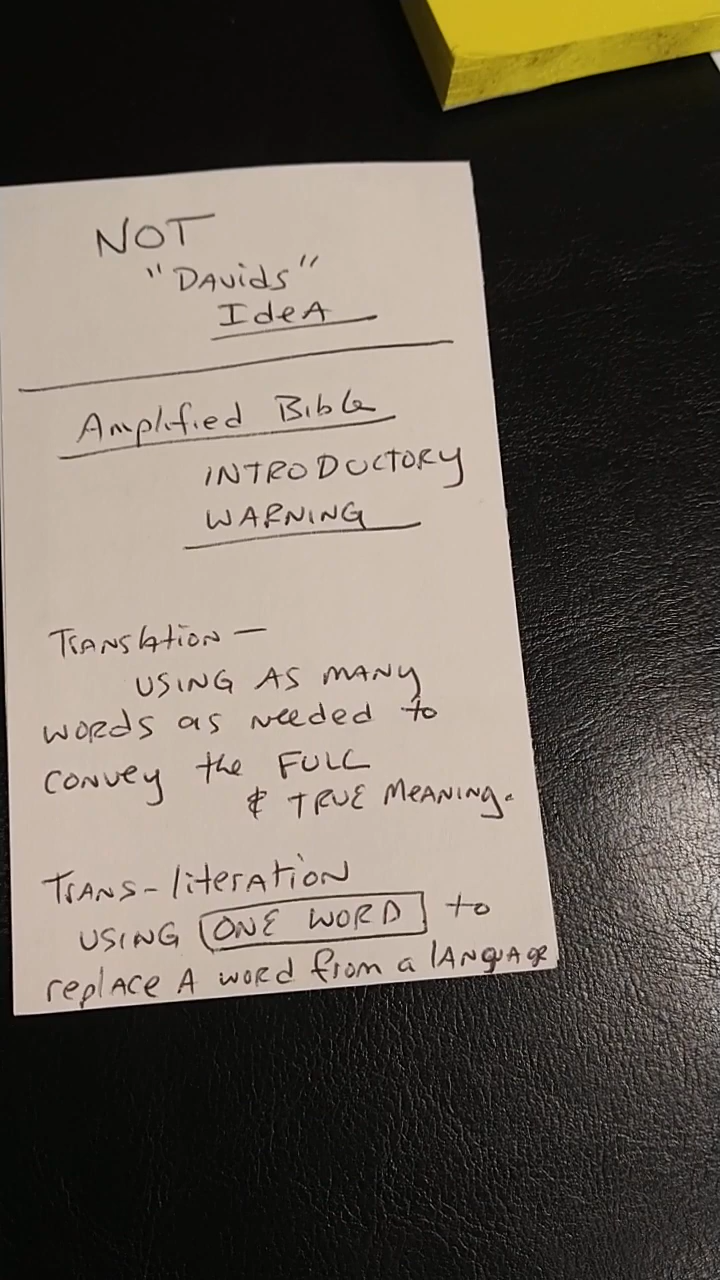 NOT
"DAvids"
IdeA
Amplified Bible
INTRODUCTORY
WARNING
TRANSlATION —
USING AS MANY
WORDS as Needed to
CONVEY the FULL
& TRUE MEANING.
TRANS-literATION
USING ONE WORD to
replACE A WORD from a lANguAge